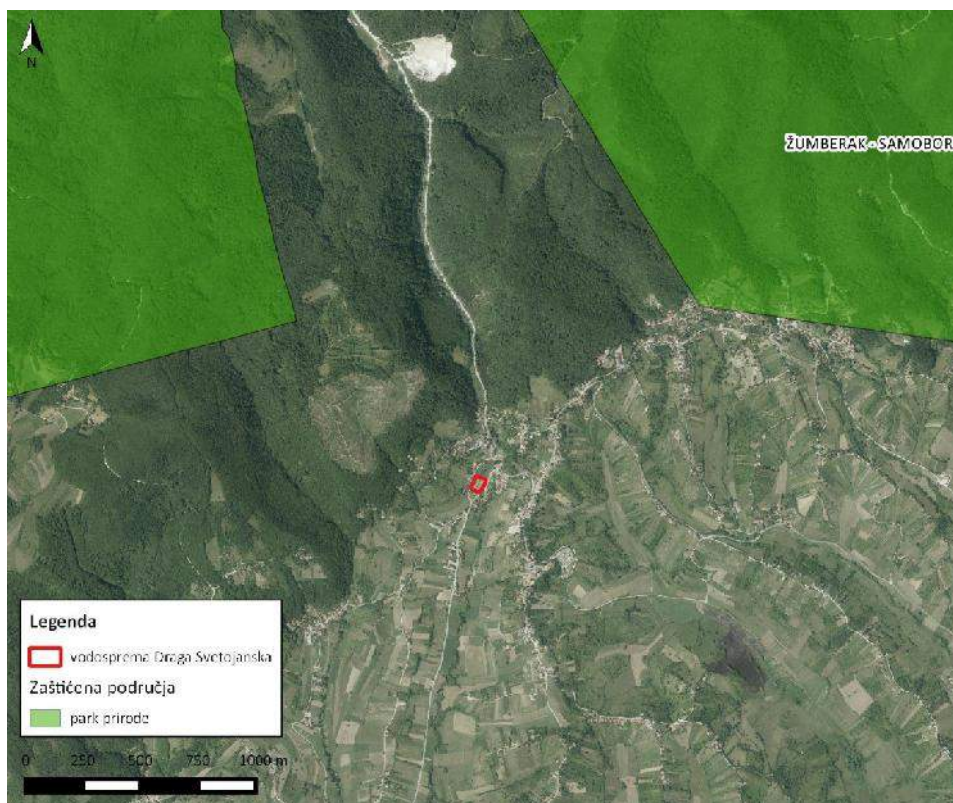 N
ŽUMBERAK - SAMOBOR
Legenda
vodosprema Draga Svetojanska
Zaštićena područja
park prirode
0 250 500 750 1000 m